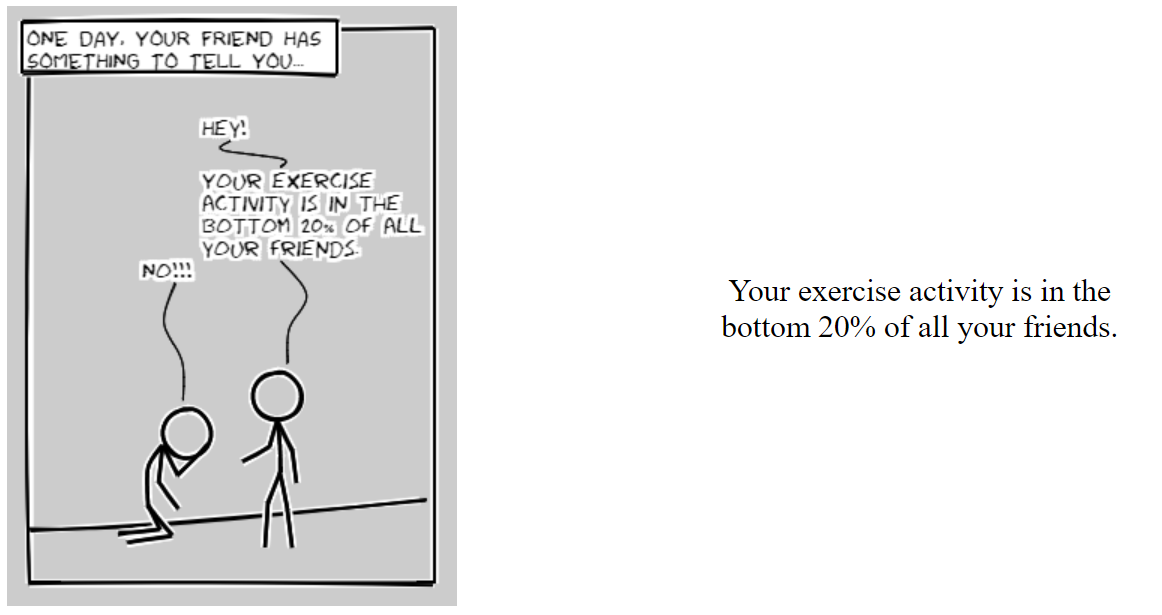 ONE DAY, YOUR FRIEND HAS
SOMETHING TO TELL YOU...
HEY!
YOUR EXERCISE
ACTIVITY IS IN THE
BOTTOM 20% OF ALL
YOUR FRIENDS.
NO!!!
Your exercise activity is in the
bottom 20% of all your friends.